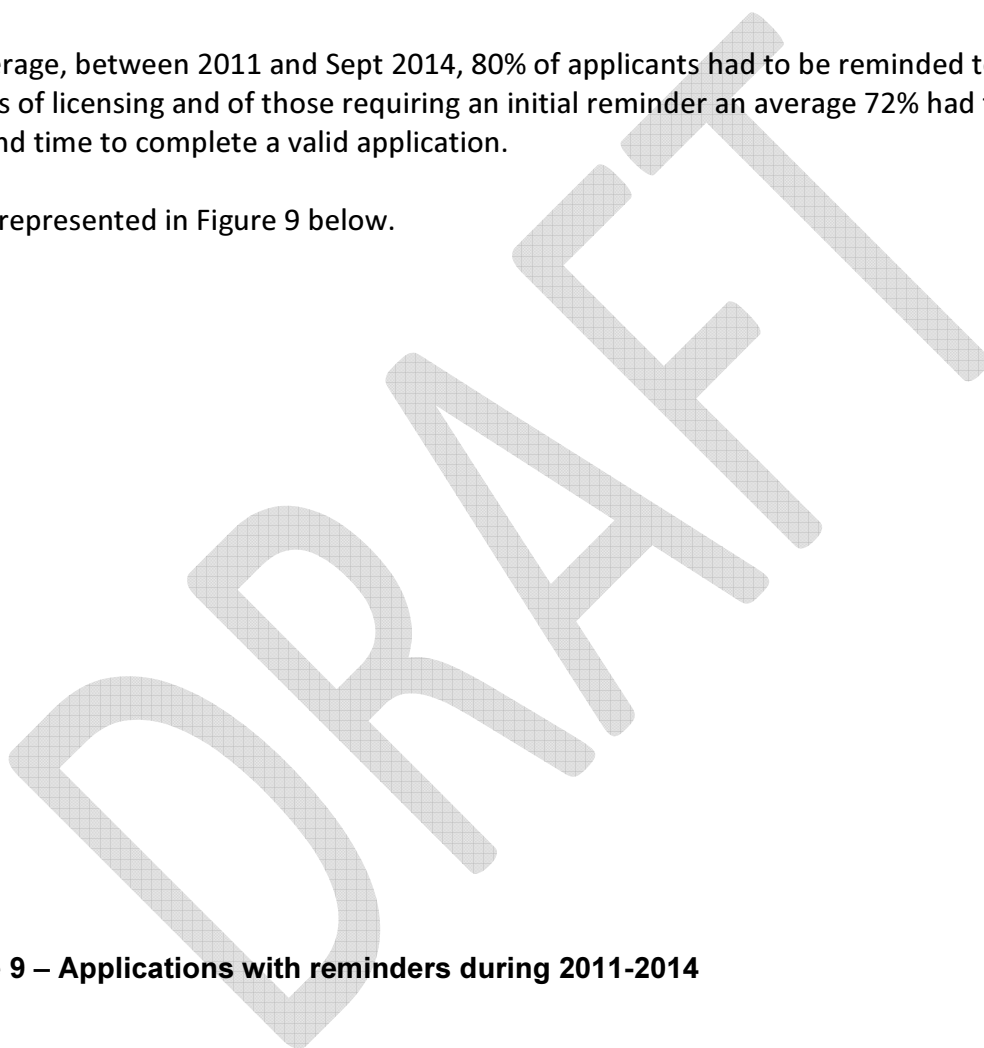 erage, between 2011 and Sept 2014, 80% of applicants had to be reminded t
s of licensing and of those requiring an initial reminder an average 72% had
nd time to complete a valid application.
represented in Figure 9 below.
DRAFT
9 – Applications with reminders during 2011-2014